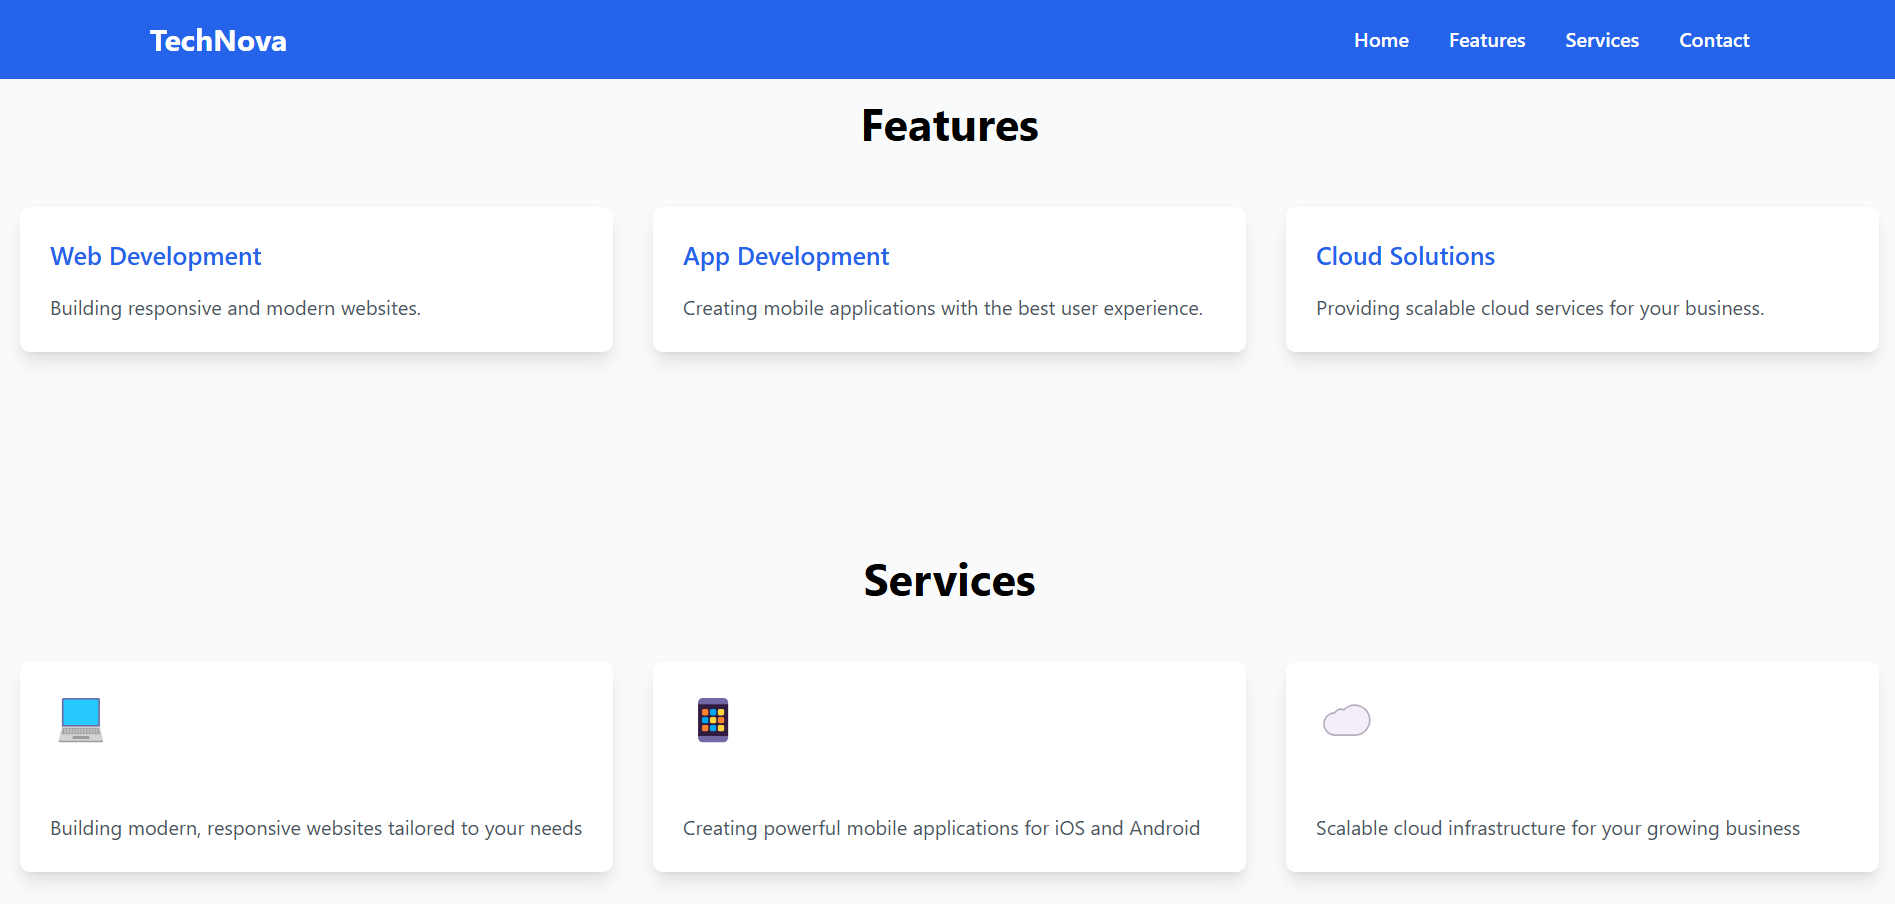 TechNova
Home Features Services Contact
Features
Web Development
Building responsive and modern websites.
App Development
Creating mobile applications with the best user experience.
Cloud Solutions
Providing scalable cloud services for your business.
Services
Building modern, responsive websites tailored to your needs
Creating powerful mobile applications for iOS and Android
Scalable cloud infrastructure for your growing business